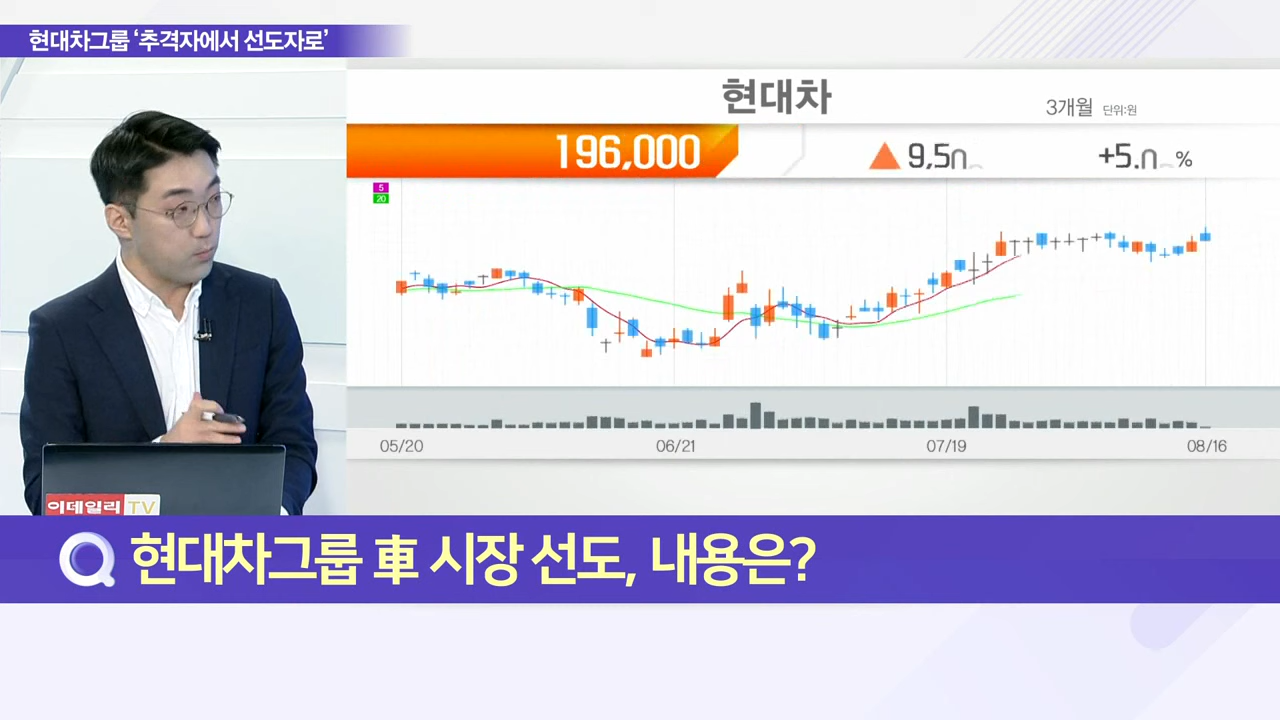 현대차그룹 ‘추격자에서 선도자로’
현대차
3개월 단위:원
196,000
%
5
20
05/20 06/21 07/19 08/16
이데일리 TV
현대차그룹 車 시장 선도, 내용은?